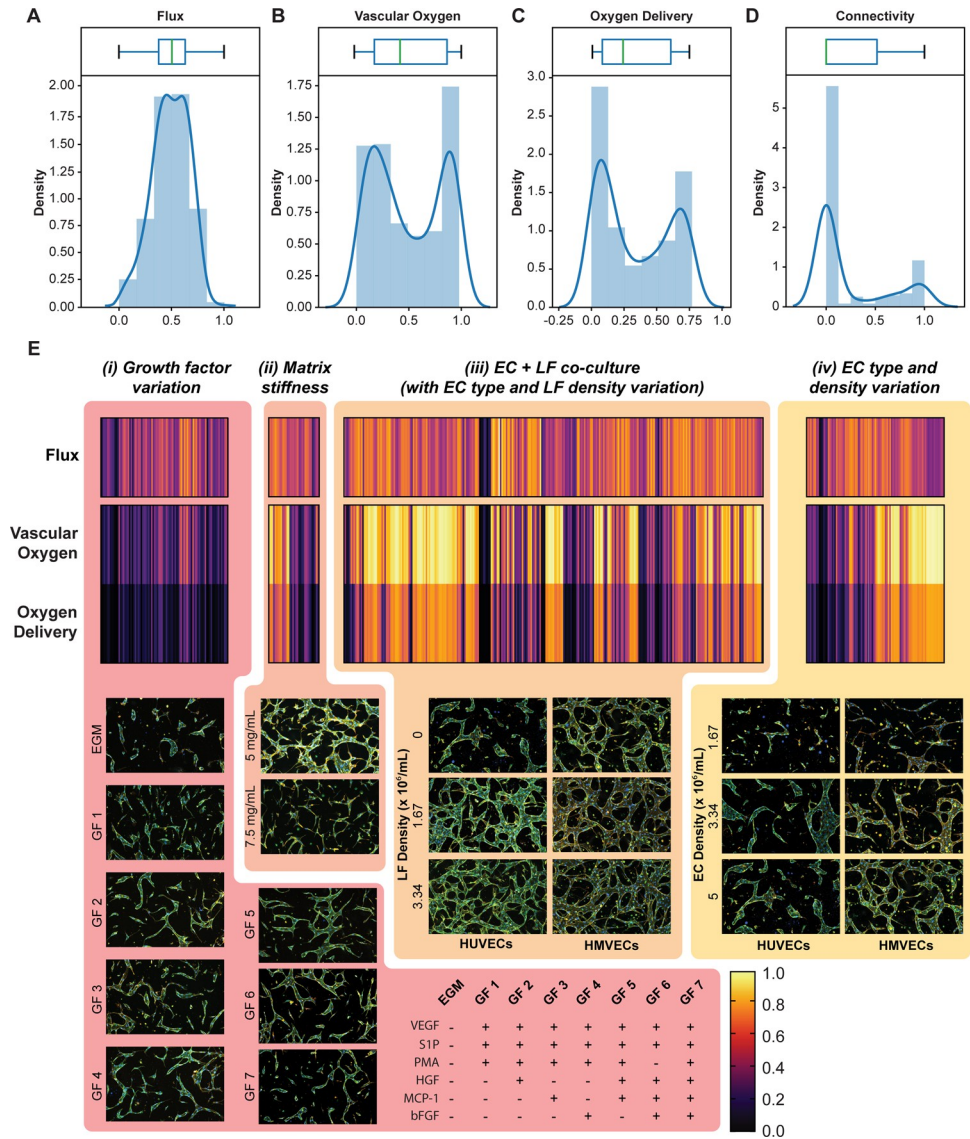 A Flux B Vascular Oxygen C Oxygen Delivery D Connectivity
Density
2.00
1.75
1.50
1.25
1.00
0.75
0.50
0.25
0.00
0.0 0.5 1.0
Density
1.75
1.50
1.25
1.00
0.75
0.50
0.25
0.00
0.0 0.5 1.0
Density
3.0
2.5
2.0
1.5
1.0
0.5
0.0
-0.25 0.00 0.25 0.50 0.75 1.00
Density
5
4
3
2
1
0
0.0 0.5 1.0
E
(i) Growth factor
variation
(ii) Matrix
stiffness
(iii) EC + LF co-culture
(with EC type and LF density variation)
(iv) EC type and
density variation
Flux
Vascular
Oxygen
Oxygen
Delivery
EGM
GF 1
GF 2
GF 3
GF 4
5 mg/mL
7.5 mg/mL
GF 5
GF 6
GF 7
LF Density (x 10⁶/mL)
0
1.67
3.34
HUVECs HMVECs
EC Density (x 10⁶/mL)
1.67
3.34
5
HUVECs HMVECs
EGM GF 1 GF 2 GF 3 GF 4 GF 5 GF 6 GF 7
VEGF - + + + + + + +
S1P - + + + + + + +
PMA - + + + + + - +
HGF - - + - - + + +
MCP-1 - - - + - + + +
bFGF - - - - + - + +
1.0
0.8
0.6
0.4
0.2
0.0